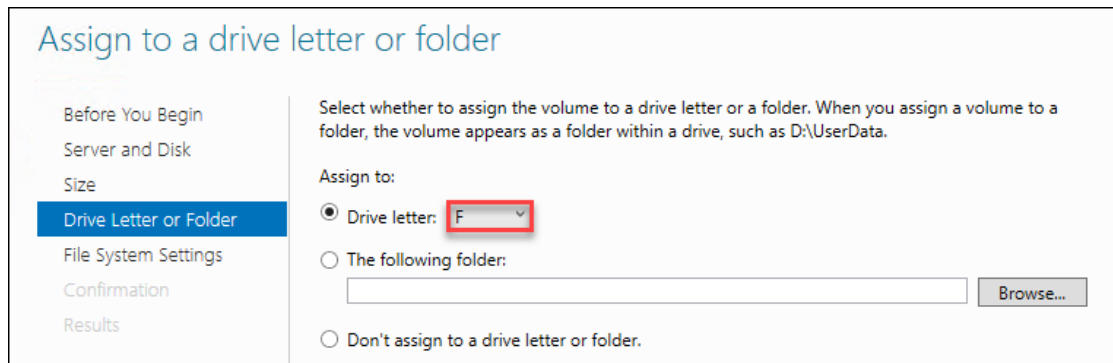 Assign to a drive letter or folder
Before You Begin
Server and Disk
Size
Drive Letter or Folder
File System Settings
Confirmation
Results
Select whether to assign the volume to a drive letter or a folder. When you assign a volume to a
folder, the volume appears as a folder within a drive, such as D:\UserData.
Assign to:
Drive letter: F
The following folder:
Browse...
Don't assign to a drive letter or folder.